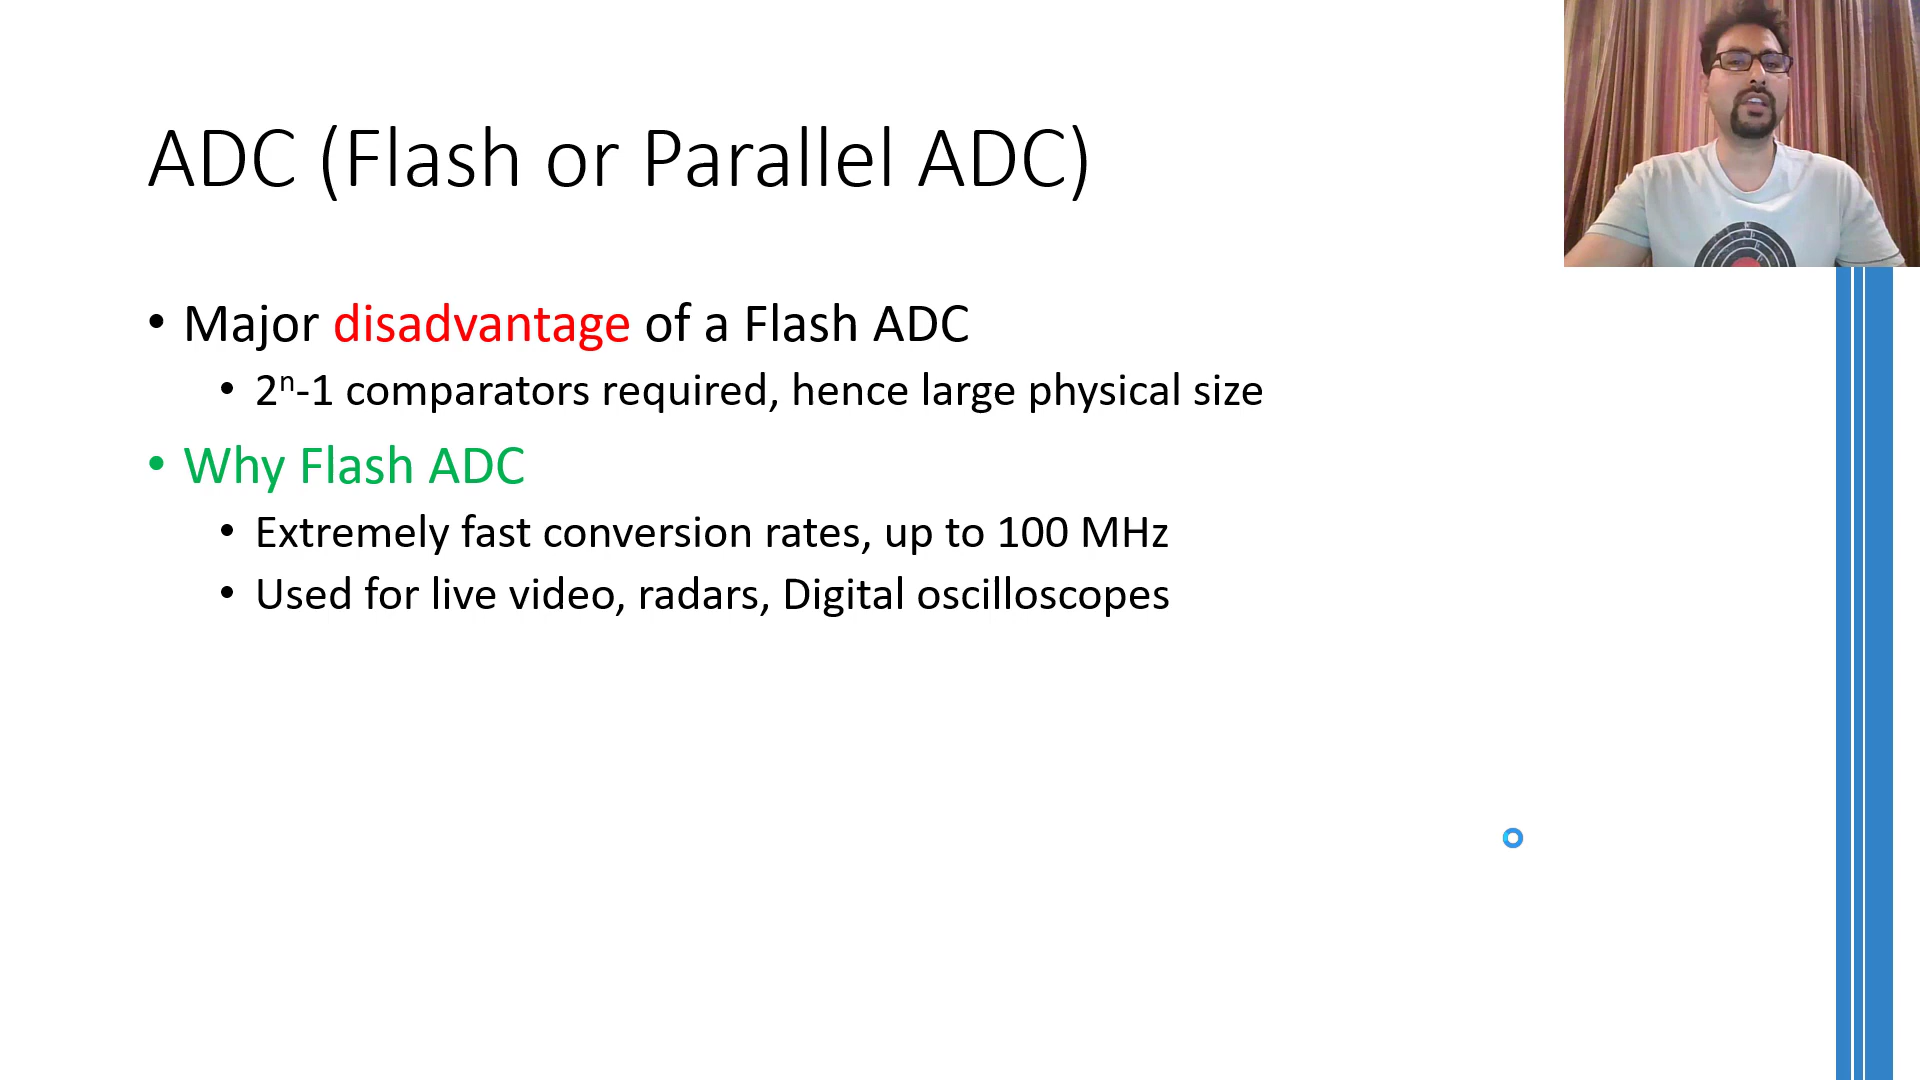 ADC (Flash or Parallel ADC)
• Major disadvantage of a Flash ADC
• 2ⁿ-1 comparators required, hence large physical size
• Why Flash ADC
• Extremely fast conversion rates, up to 100 MHz
• Used for live video, radars, Digital oscilloscopes